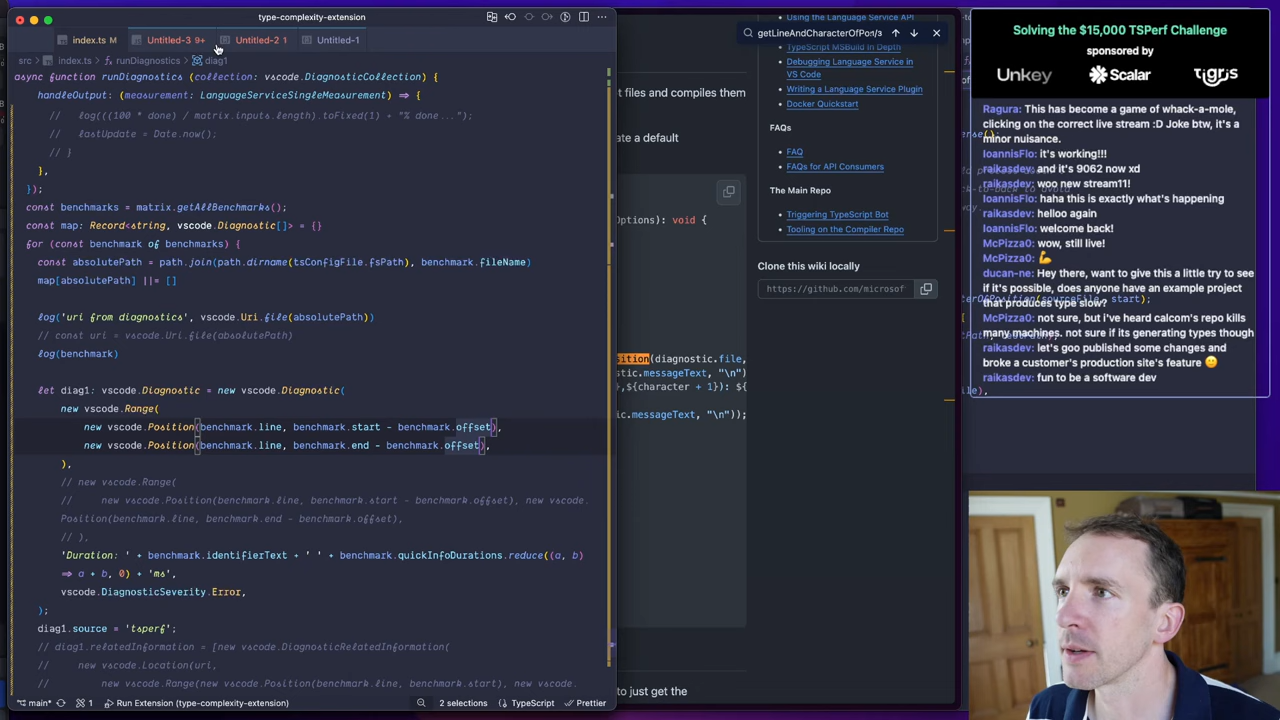 type-complexity-extension
index.ts M
Untitled-3 9+
Untitled-2 1
Untitled-1
src > index.ts > runDiagnostics > diag1
async function runDiagnostics (collection: vscode.DiagnosticCollection) {
handleOutput: (measurement: LanguageServiceSingleMeasurement) => {
//   log(((100 * done) / matrix.inputs.length).toFixed(1) + "% done...");
//   lastUpdate = Date.now();
// }
},
});
const benchmarks = matrix.getAllBenchmarks();
const map: Record<string, vscode.Diagnostic[]> = {}
for (const benchmark of benchmarks) {
const absolutePath = path.join(path.dirname(tsConfigFile.fsPath), benchmark.fileName)
map[absolutePath] ||= []
log('uri from diagnostics', vscode.Uri.file(absolutePath))
// const uri = vscode.Uri.file(absolutePath)
log(benchmark)
let diag1: vscode.Diagnostic = new vscode.Diagnostic(
new vscode.Range(
new vscode.Position(benchmark.line, benchmark.start - benchmark.offset),
new vscode.Position(benchmark.line, benchmark.end - benchmark.offset),
),
// new vscode.Range(
//   new vscode.Position(benchmark.line, benchmark.start - benchmark.offset), new vscode.
Position(benchmark.line, benchmark.end - benchmark.offset),
// ),
'Duration: ' + benchmark.identifierText + ' ' + benchmark.quickInfoDurations.reduce((a, b)
=> a + b, 0) + 'ms',
vscode.DiagnosticSeverity.Error,
);
diag1.source = 'tsperf';
// diag1.relatedInformation = [new vscode.DiagnosticRelatedInformation(
//   new vscode.Location(uri,
//   new vscode.Range(new vscode.Position(benchmark.line, benchmark.start), new vscode.
main*
1
Run Extension (type-complexity-extension)
2 selections
TypeScript
Prettier
t files and compiles them
ate a default
Options): void {
sition(diagnostic.file,
stic.messageText, "\n")
},${character + 1}): ${
stic.messageText, "\n"));
to just get the
getLineAndCharacterOfPo
/s
Using the Language Service API
TypeScript MSBuild In Depth
Debugging Language Service in
VS Code
Writing a Language Service Plugin
Docker Quickstart
FAQs
FAQ
FAQs for API Consumers
The Main Repo
Triggering TypeScript Bot
Tooling on the Compiler Repo
Clone this wiki locally
https://github.com/microsof
Solving the $15,000 TSPerf Challenge
sponsored by
Unkey
Scalar
tigris
Ragura: This has become a game of whack-a-mole,
clicking on the correct live stream :D Joke btw, it's a
minor nuisance.
IoannisFlo: it's working!!!
raikasdev: and it's 9062 now xd
raikasdev: woo new stream11!
IoannisFlo: haha this is exactly what's happening
raikasdev: helloo again
IoannisFlo: welcome back!
McPizza0: wow, still live!
McPizza0: 💪
ducan-ne: Hey there, want to give this a little try to see
if it's possible, does anyone have an example project
that produces type slow?
McPizza0: not sure, but i've heard calcom's repo kills
many machines. not sure if its generating types though
raikasdev: let's goo published some changes and
broke a customer's production site's feature 🙂
raikasdev: fun to be a software dev